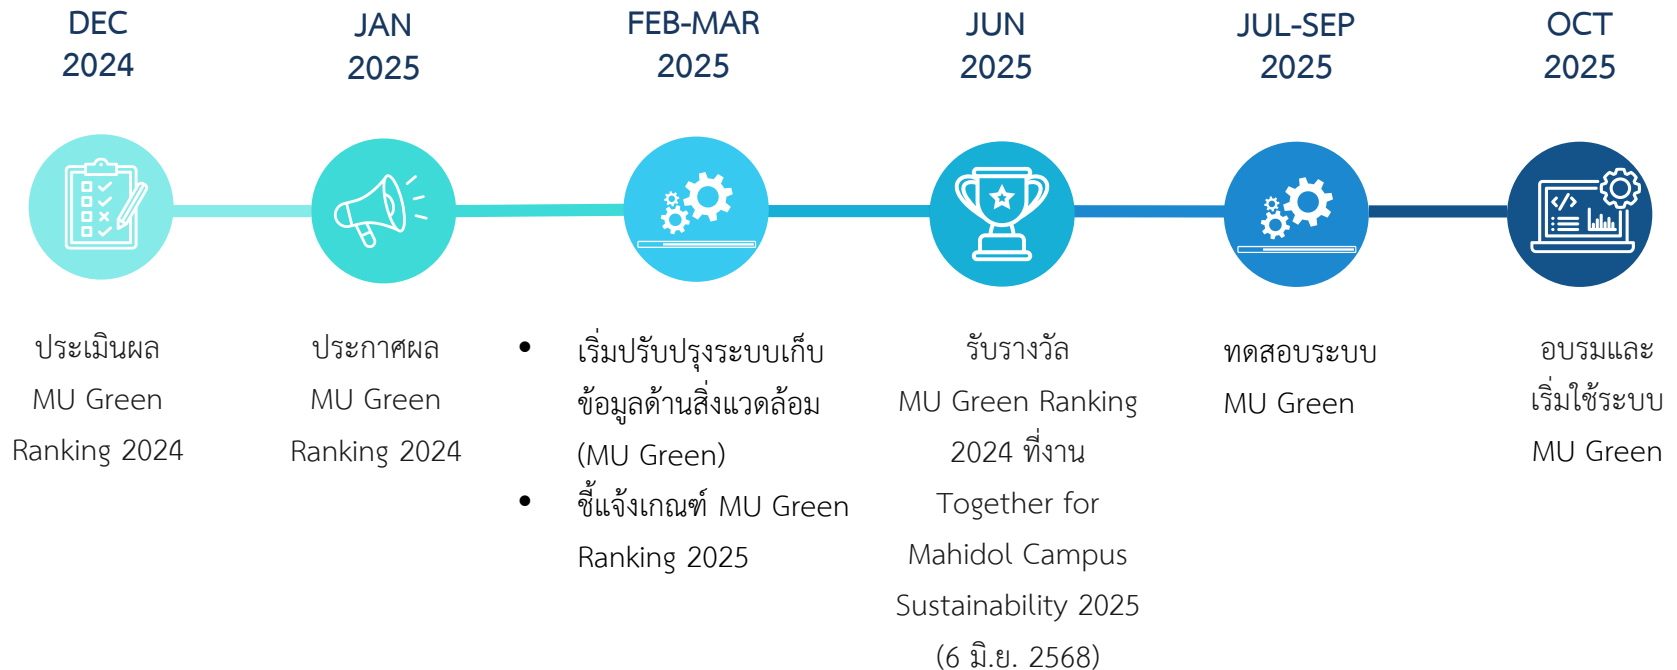 DEC
2024
JAN
2025
FEB-MAR
2025
JUN
2025
JUL-SEP
2025
OCT
2025
ประเมินผล
MU Green
Ranking 2024
ประกาศผล
MU Green
Ranking 2024
• เริ่มปรับปรุงระบบเก็บ
ข้อมูลด้านสิ่งแวดล้อม
(MU Green)
• ชี้แจ้งเกณฑ์ MU Green
Ranking 2025
รับรางวัล
MU Green Ranking
2024 ที่งาน
Together for
Mahidol Campus
Sustainability 2025
(6 มิ.ย. 2568)
ทดสอบระบบ
MU Green
อบรมและ
เริ่มใช้ระบบ
MU Green